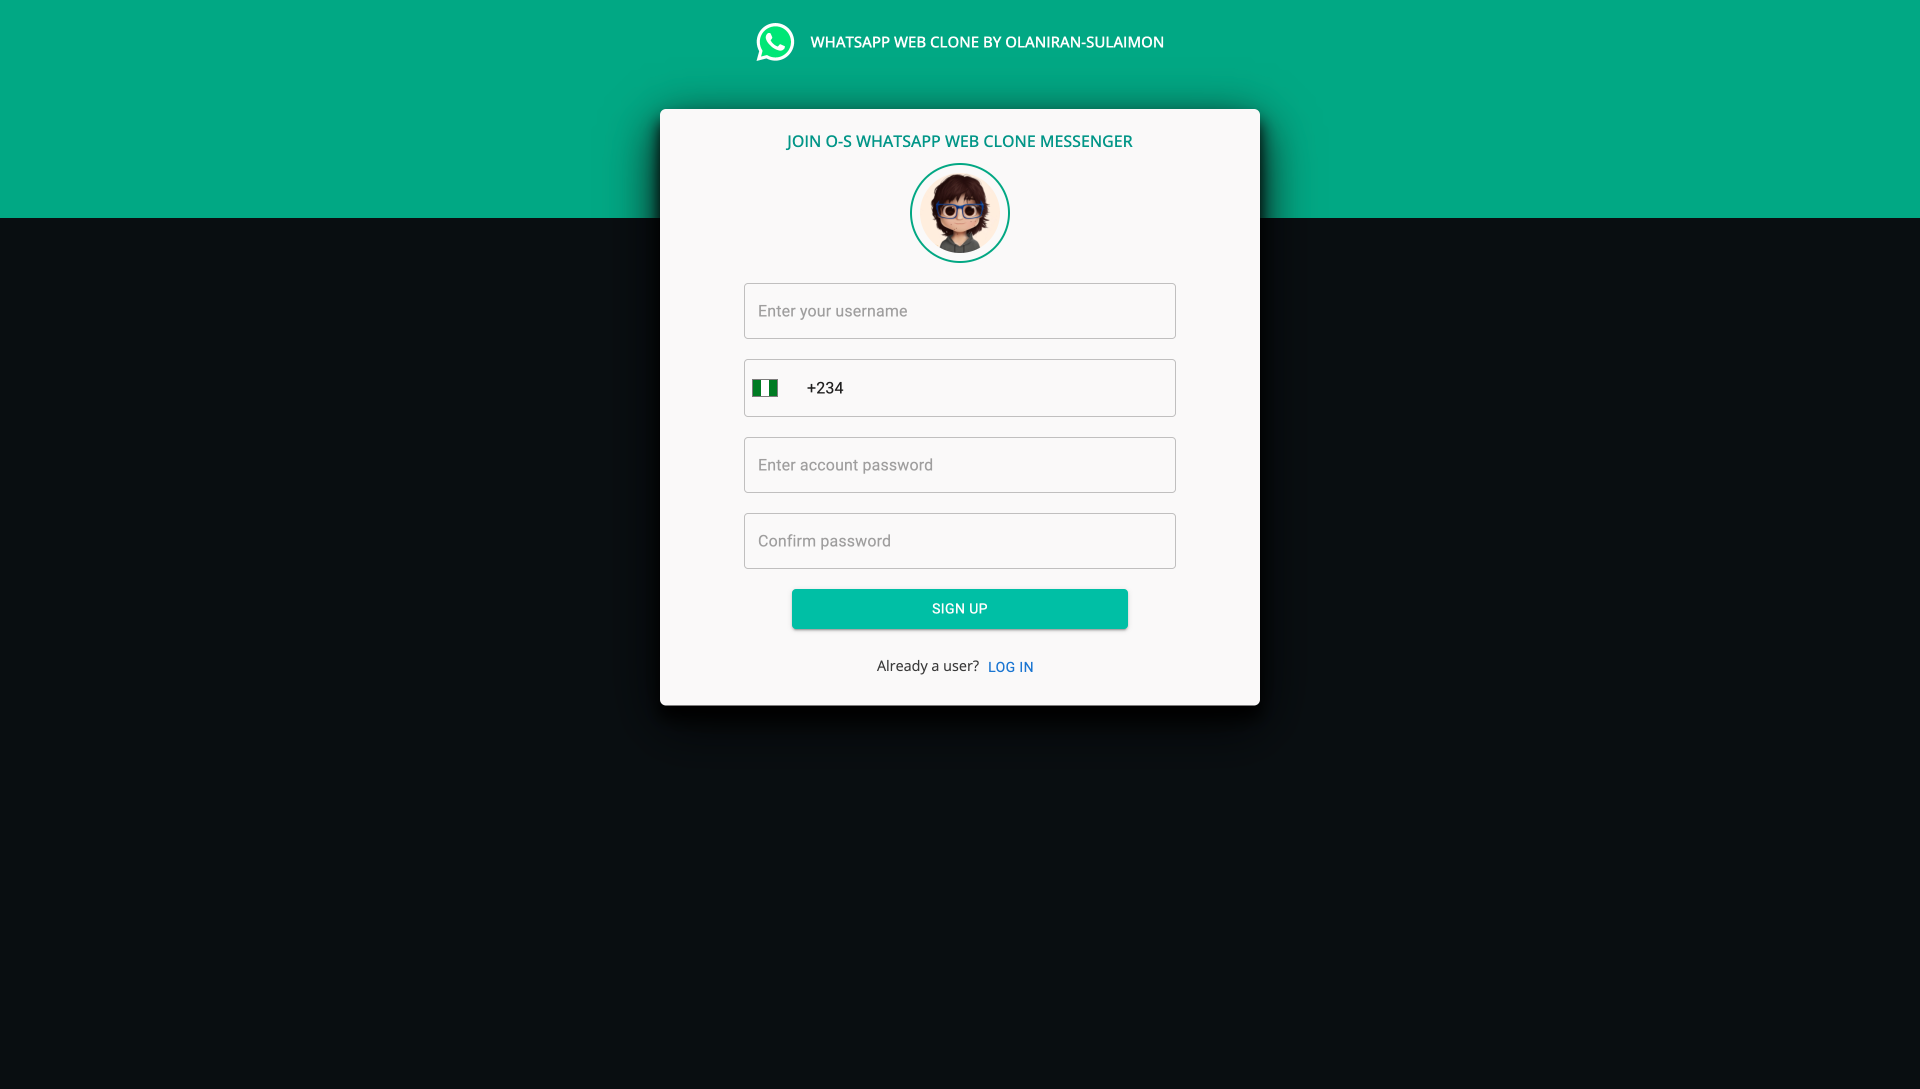 WHATSAPP WEB CLONE BY OLANIRAN-SULAIMON
JOIN O-S WHATSAPP WEB CLONE MESSENGER
Enter your username
+234
Enter account password
Confirm password
SIGN UP
Already a user? LOG IN